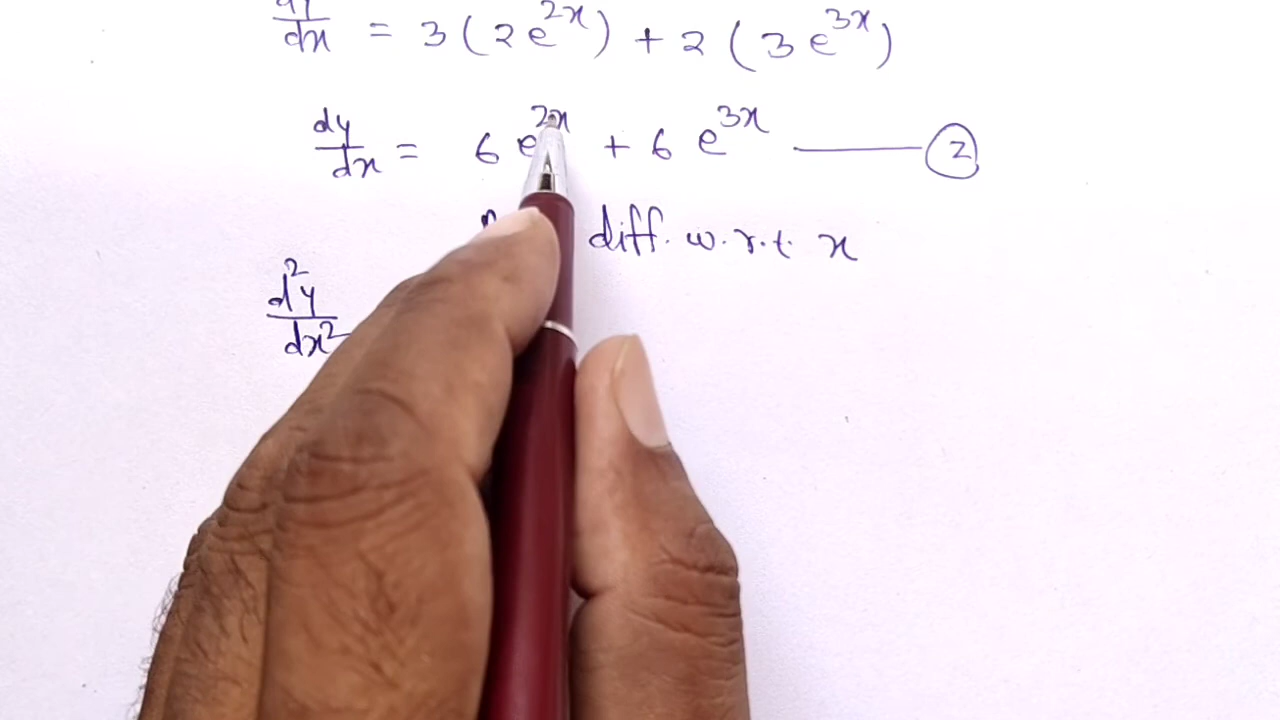 dy/dx = 3(2e^2x) + 2(3e^3x)
dy/dx = 6 e^2x + 6 e^3x ——— ②
diff. w.r.t. x
d²y/dx²